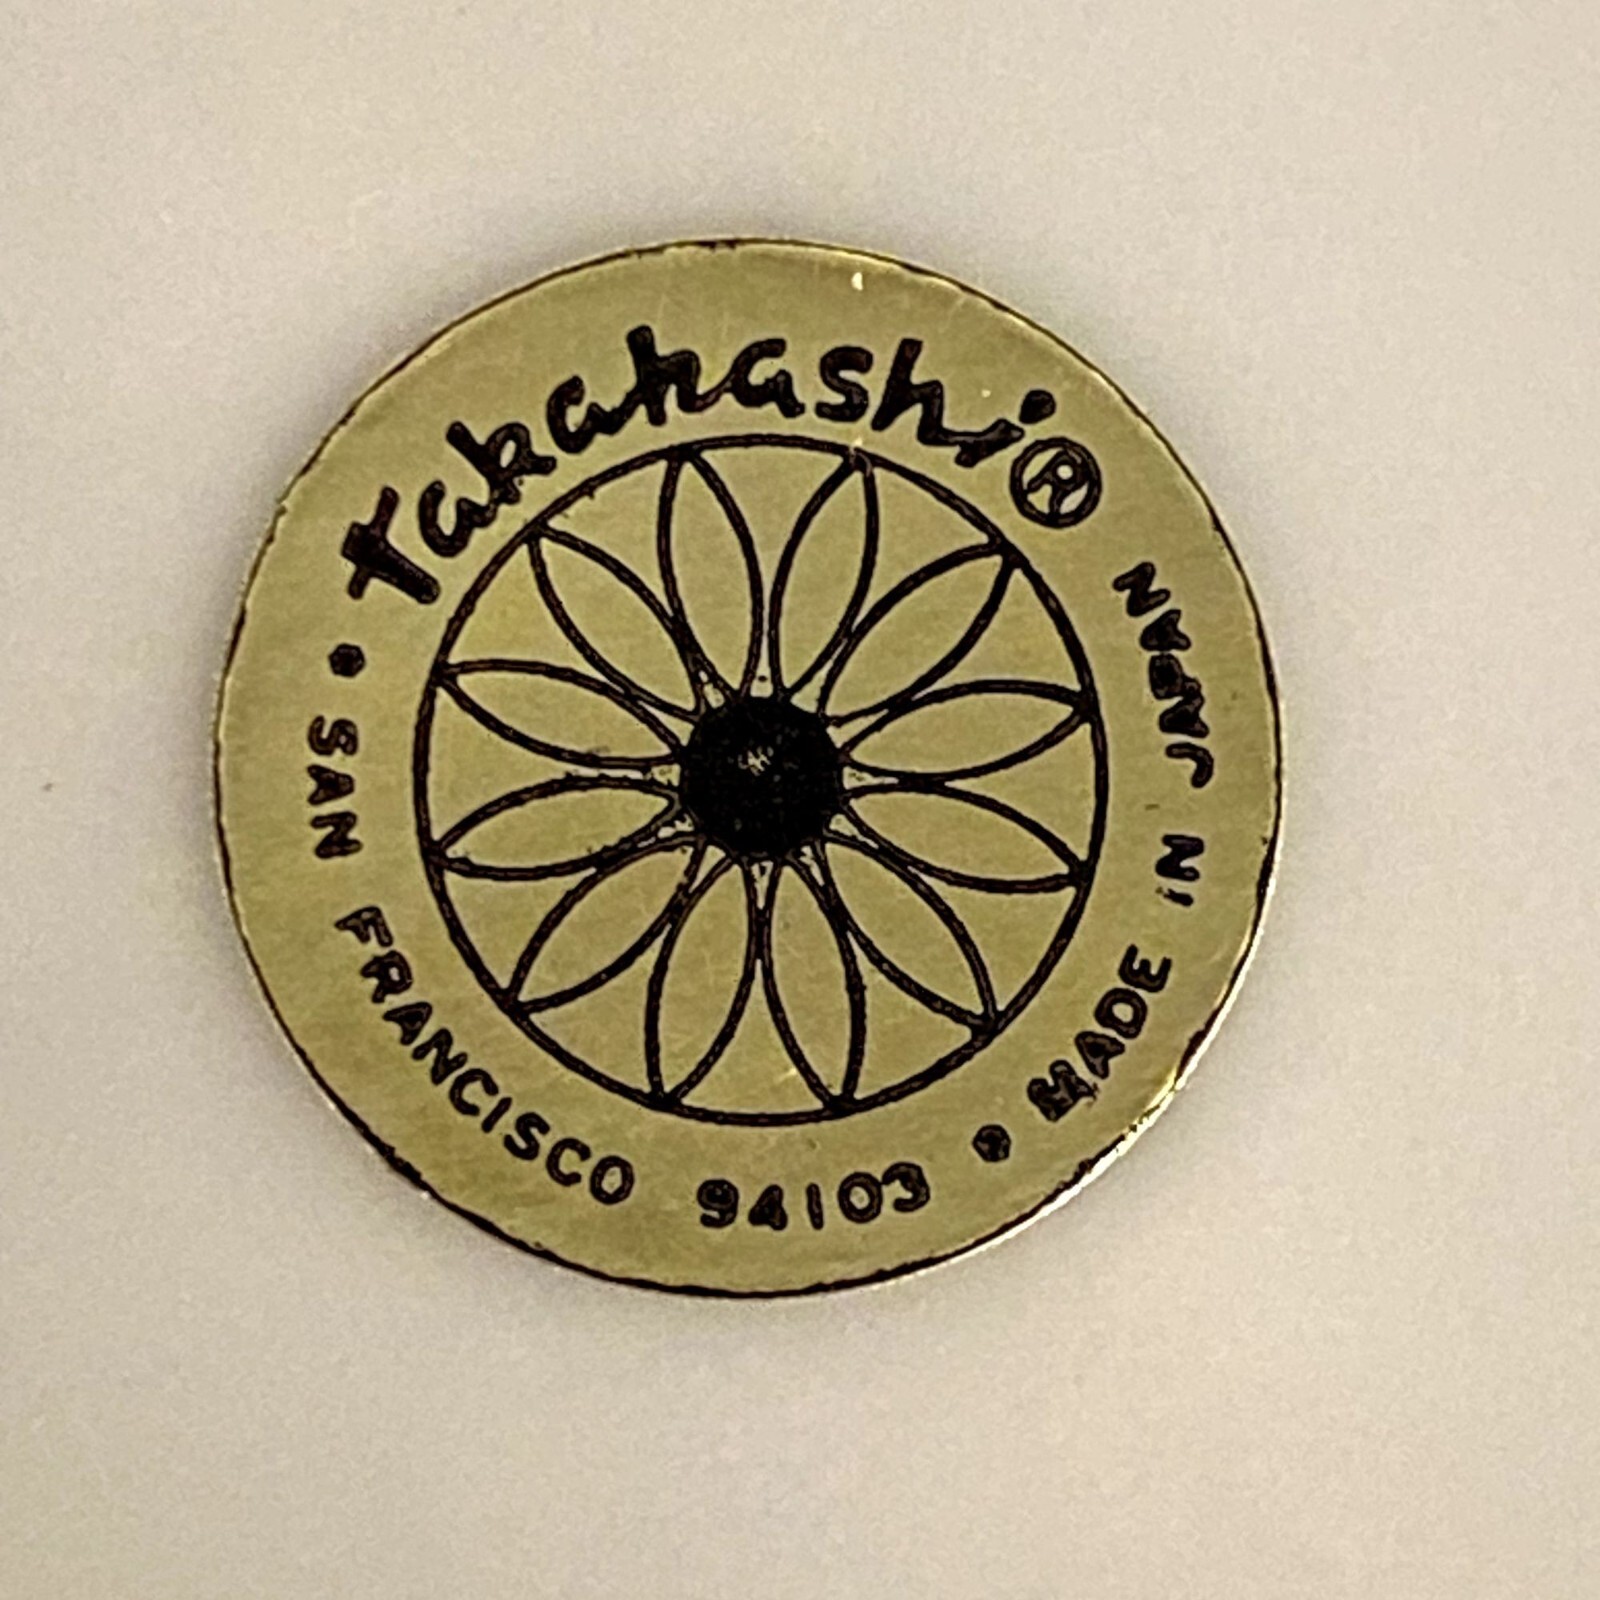 Takahashi®
• SAN FRANCISCO 94103 • MADE IN JAPAN